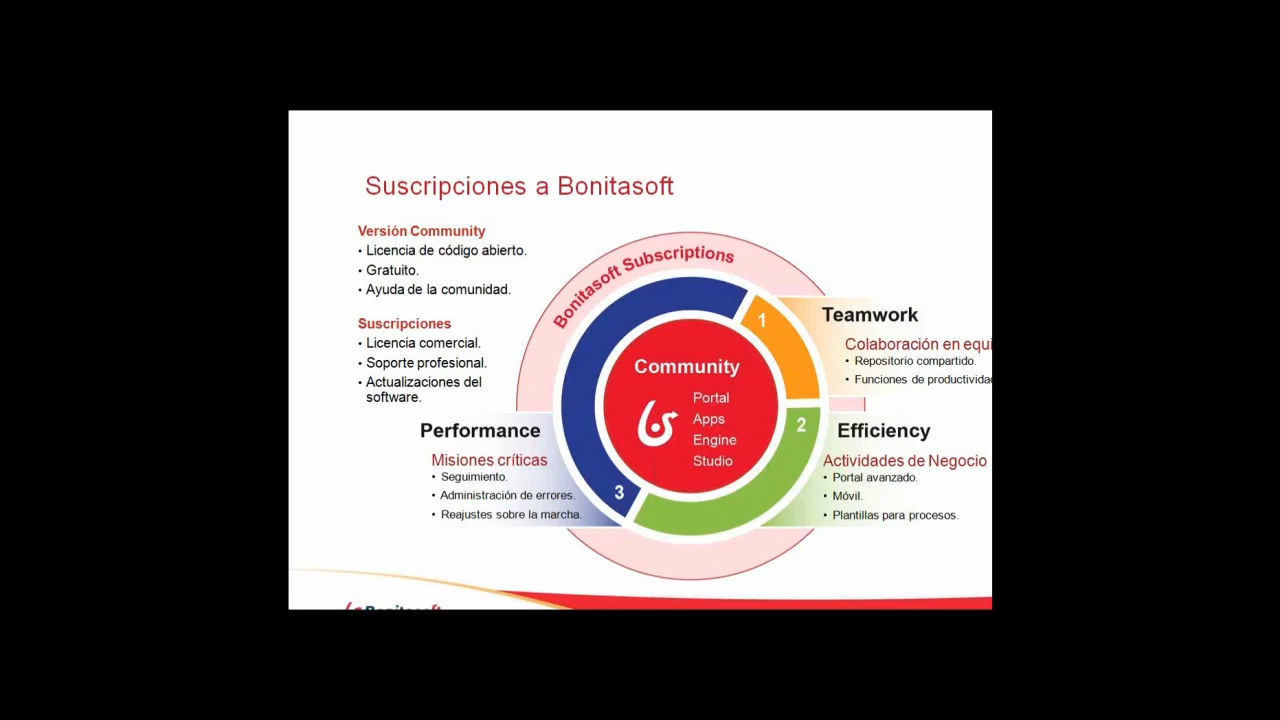 Suscripciones a Bonitasoft
Versión Community
• Licencia de código abierto.
• Gratuito.
• Ayuda de la comunidad.
Suscripciones
• Licencia comercial.
• Soporte profesional.
• Actualizaciones del
software.
Bonitasoft Subscriptions
1
Teamwork
Colaboración en equi
• Repositorio compartido.
• Funciones de productividad
Community
Portal
Apps
Engine
Studio
2
Efficiency
Actividades de Negocio
• Portal avanzado.
• Móvil.
• Plantillas para procesos.
Performance
Misiones críticas
• Seguimiento.
• Administración de errores.
• Reajustes sobre la marcha.
3
Bonitasoft